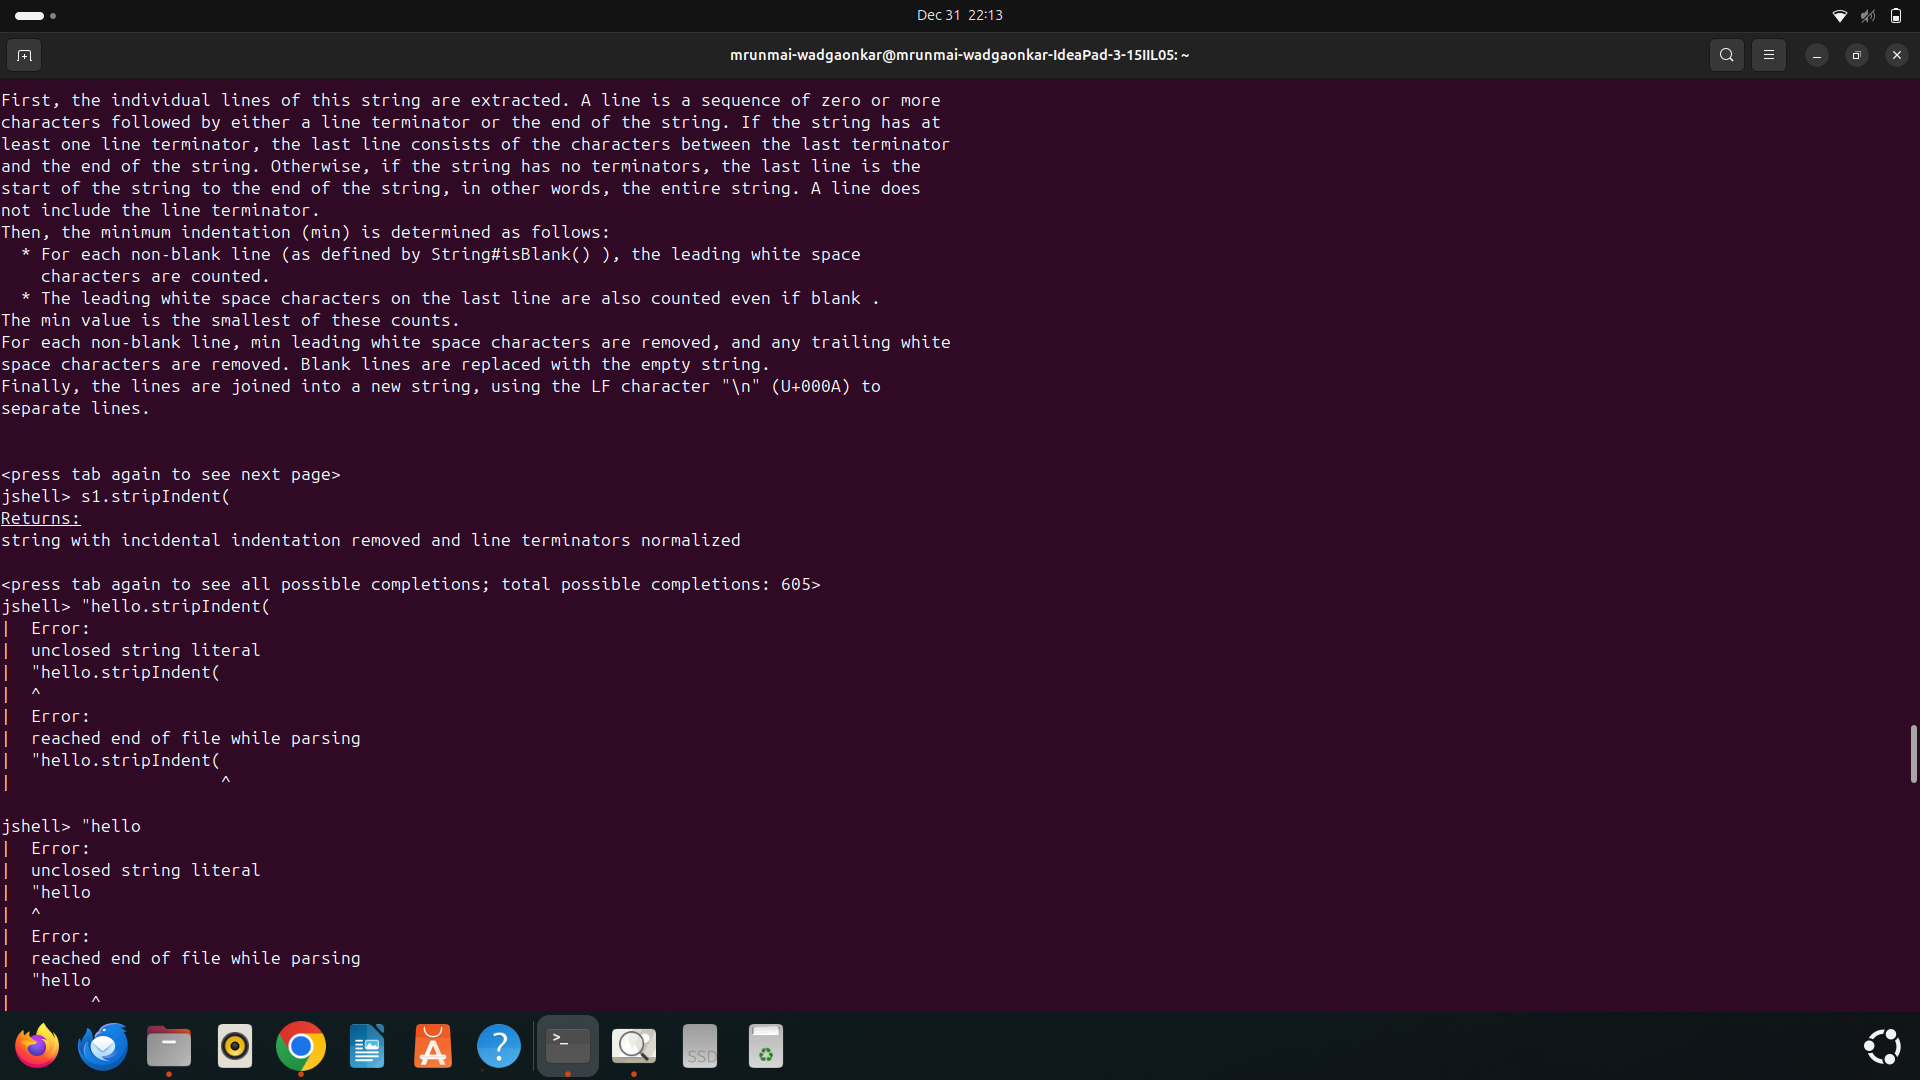 Dec 31 22:13
mrunmai-wadgaonkar@mrunmai-wadgaonkar-IdeaPad-3-15IIL05: ~
First, the individual lines of this string are extracted. A line is a sequence of zero or more
characters followed by either a line terminator or the end of the string. If the string has at
least one line terminator, the last line consists of the characters between the last terminator
and the end of the string. Otherwise, if the string has no terminators, the last line is the
start of the string to the end of the string, in other words, the entire string. A line does
not include the line terminator.
Then, the minimum indentation (min) is determined as follows:
  * For each non-blank line (as defined by String#isBlank() ), the leading white space
    characters are counted.
  * The leading white space characters on the last line are also counted even if blank .
The min value is the smallest of these counts.
For each non-blank line, min leading white space characters are removed, and any trailing white
space characters are removed. Blank lines are replaced with the empty string.
Finally, the lines are joined into a new string, using the LF character "\n" (U+000A) to
separate lines.
<press tab again to see next page>
jshell> s1.stripIndent(
Returns:
string with incidental indentation removed and line terminators normalized
<press tab again to see all possible completions; total possible completions: 605>
jshell> "hello.stripIndent(
|  Error:
|  unclosed string literal
|  "hello.stripIndent(
|  ^
|  Error:
|  reached end of file while parsing
|  "hello.stripIndent(
|                     ^
jshell> "hello
|  Error:
|  unclosed string literal
|  "hello
|  ^
|  Error:
|  reached end of file while parsing
|  "hello
|        ^
SSD